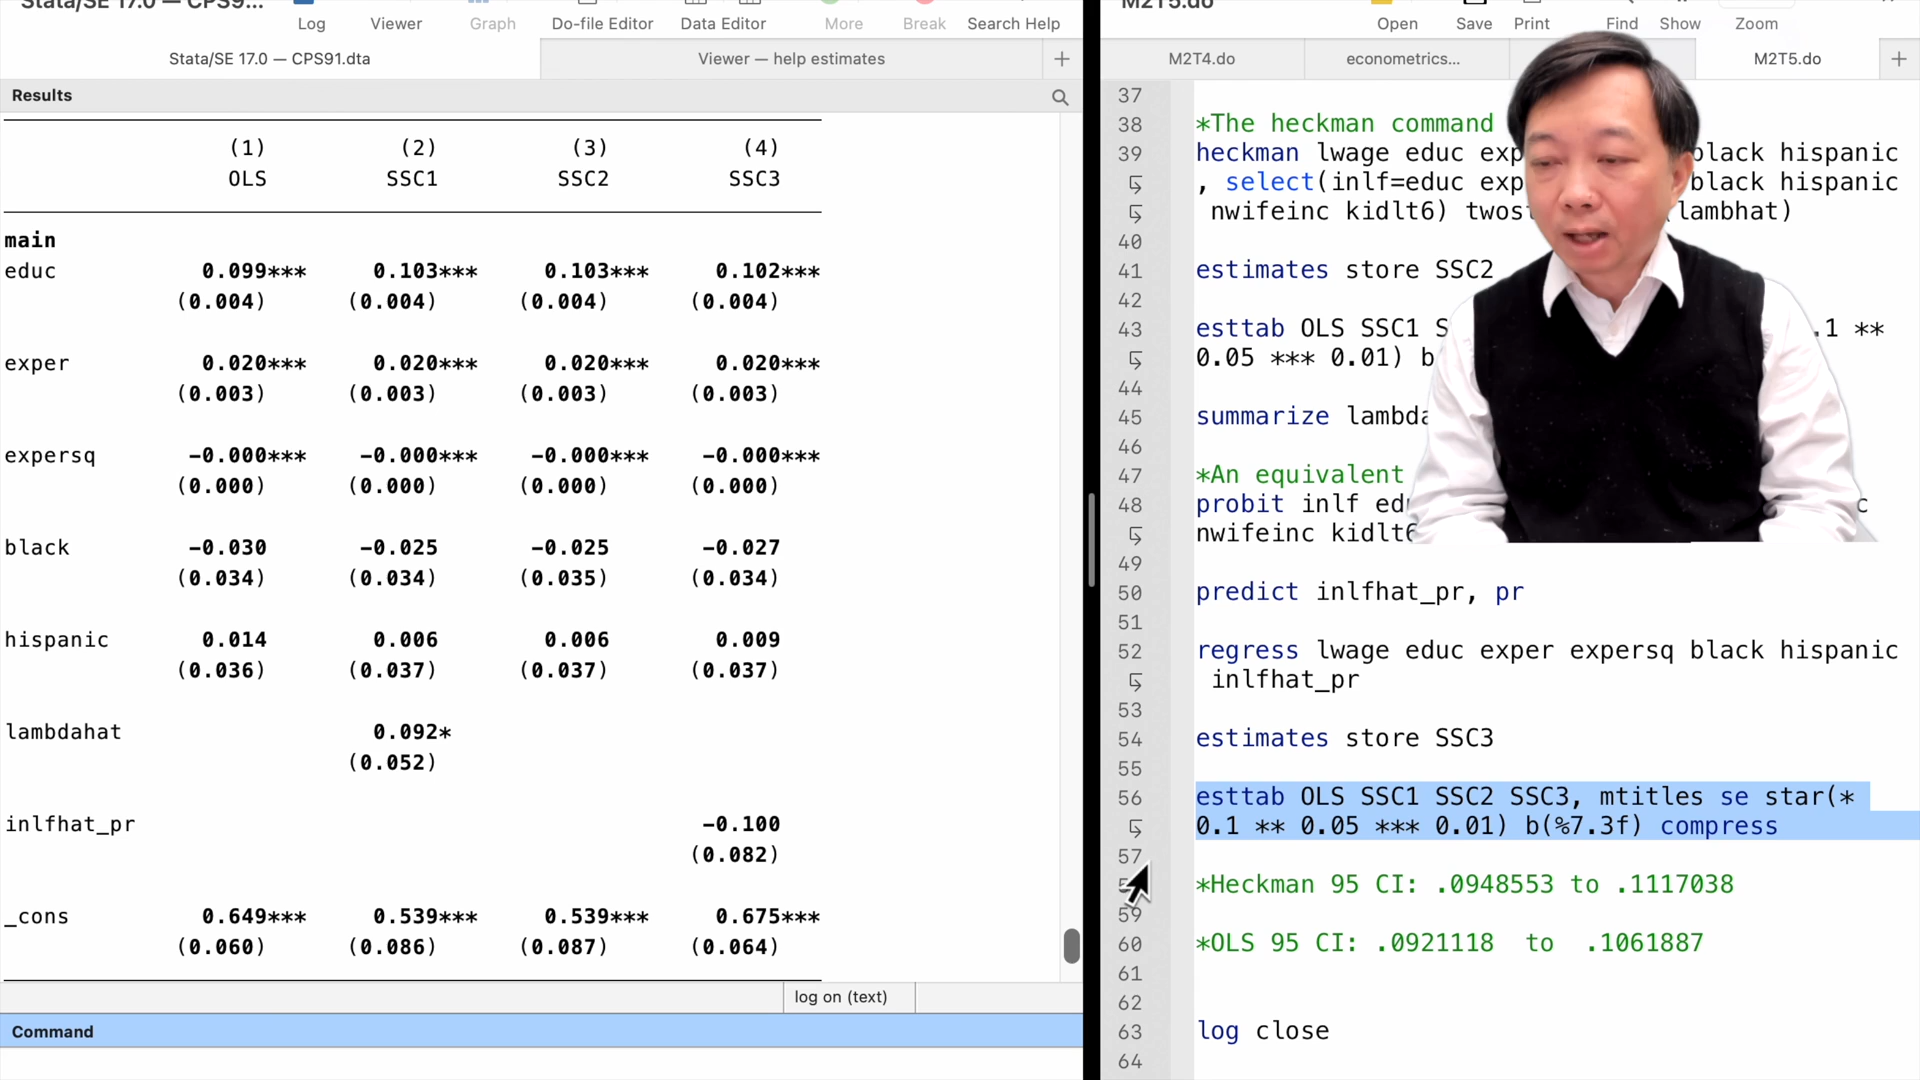 Stata/SE 17.0 — CPS9...
Log Viewer Graph Do-file Editor Data Editor More Break Search Help
Stata/SE 17.0 — CPS91.dta
Viewer — help estimates
Results
(1) (2) (3) (4)
OLS SSC1 SSC2 SSC3
main
educ 0.099*** 0.103*** 0.103*** 0.102***
(0.004) (0.004) (0.004) (0.004)
exper 0.020*** 0.020*** 0.020*** 0.020***
(0.003) (0.003) (0.003) (0.003)
expersq -0.000*** -0.000*** -0.000*** -0.000***
(0.000) (0.000) (0.000) (0.000)
black -0.030 -0.025 -0.025 -0.027
(0.034) (0.034) (0.035) (0.034)
hispanic 0.014 0.006 0.006 0.009
(0.036) (0.037) (0.037) (0.037)
lambdahat 0.092*
(0.052)
inlfhat_pr -0.100
(0.082)
_cons 0.649*** 0.539*** 0.539*** 0.675***
(0.060) (0.086) (0.087) (0.064)
log on (text)
Command
M2T5.do
Open Save Print Find Show Zoom
M2T4.do econometrics... M2T5.do
37
38 *The heckman command
39 heckman lwage educ exp black hispanic
, select(inlf=educ exp black hispanic
nwifeinc kidlt6) twost (lambhat)
40
41 estimates store SSC2
42
43 esttab OLS SSC1 S .1 **
0.05 *** 0.01) b
44
45 summarize lambda
46
47 *An equivalent
48 probit inlf ed c
nwifeinc kidlt6
49
50 predict inlfhat_pr, pr
51
52 regress lwage educ exper expersq black hispanic
inlfhat_pr
53
54 estimates store SSC3
55
56 esttab OLS SSC1 SSC2 SSC3, mtitles se star(*
0.1 ** 0.05 *** 0.01) b(%7.3f) compress
57
*Heckman 95 CI: .0948553 to .1117038
59
60 *OLS 95 CI: .0921118 to .1061887
61
62
63 log close
64